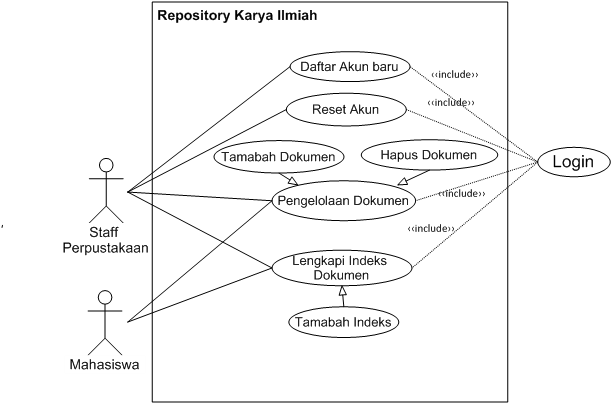 Repository Karya Ilmiah
Daftar Akun baru
‹‹include››
Reset Akun
‹‹include››
Tamabah Dokumen
Hapus Dokumen
Login
Pengelolaan Dokumen
‹‹include››
Staff
Perpustakaan
,
‹‹include››
Lengkapi Indeks
Dokumen
Tamabah Indeks
Mahasiswa